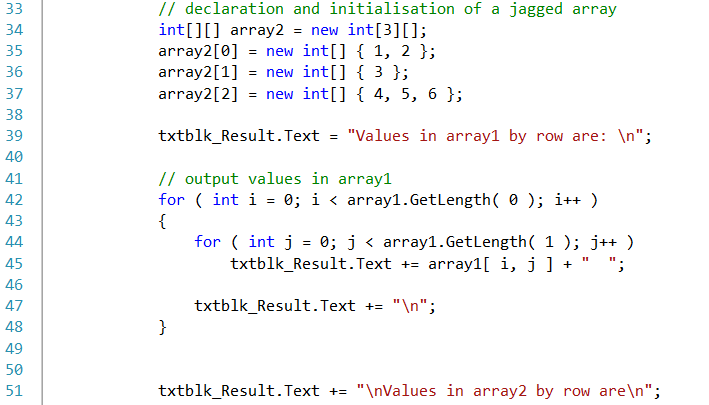 33 // declaration and initialisation of a jagged array
34 int[][] array2 = new int[3][];
35 array2[0] = new int[] { 1, 2 };
36 array2[1] = new int[] { 3 };
37 array2[2] = new int[] { 4, 5, 6 };
38
39 txtblk_Result.Text = "Values in array1 by row are: \n";
40
41 // output values in array1
42 for ( int i = 0; i < array1.GetLength( 0 ); i++ )
43 {
44 for ( int j = 0; j < array1.GetLength( 1 ); j++ )
45 txtblk_Result.Text += array1[ i, j ] + "  ";
46
47 txtblk_Result.Text += "\n";
48 }
49
50
51 txtblk_Result.Text += "\nValues in array2 by row are\n";